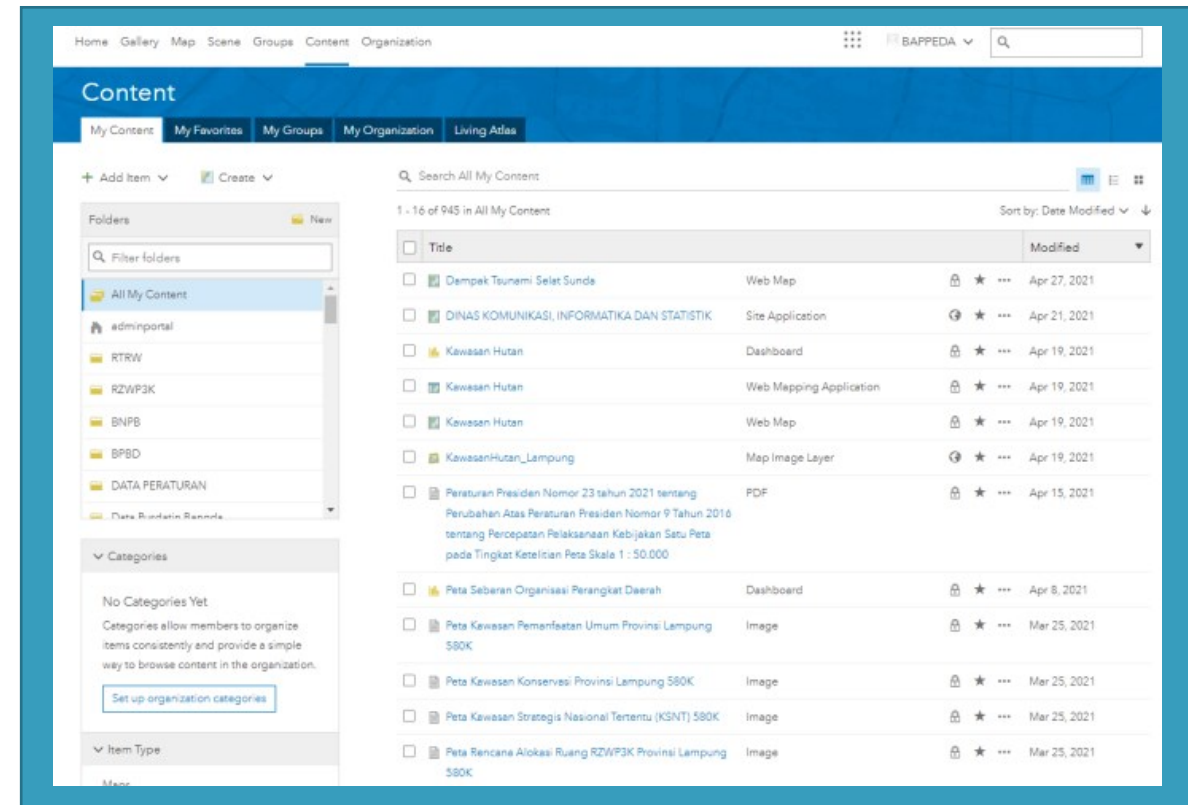 Home Gallery Map Scene Groups Content Organization
BAPPEDA
Content
My Content My Favorites My Groups My Organization Living Atlas
+ Add Item Create
Search All My Content
1 - 16 of 945 in All My Content
Sort by: Date Modified
Folders New
Filter folders
All My Content
adminportal
RTRW
RZWP3K
BNPB
BPBD
DATA PERATURAN
Categories
No Categories Yet
Categories allow members to organize
items consistently and provide a simple
way to browse content in the organization.
Set up organization categories
Item Type
Maps
Title Modified
Dampak Tsunami Selat Sunda Web Map Apr 27, 2021
DINAS KOMUNIKASI, INFORMATIKA DAN STATISTIK Site Application Apr 21, 2021
Kawasan Hutan Dashboard Apr 19, 2021
Kawasan Hutan Web Mapping Application Apr 19, 2021
Kawasan Hutan Web Map Apr 19, 2021
KawasanHutan_Lampung Map Image Layer Apr 19, 2021
Peraturan Presiden Nomor 23 tahun 2021 tentang PDF Apr 15, 2021
Perubahan Atas Peraturan Presiden Nomor 9 Tahun 2016
tentang Percepatan Pelaksanaan Kebijakan Satu Peta
pada Tingkat Ketelitian Peta Skala 1 : 50.000
Peta Sebaran Organisasi Perangkat Daerah Dashboard Apr 8, 2021
Peta Kawasan Pemanfaatan Umum Provinsi Lampung Image Mar 25, 2021
580K
Peta Kawasan Konservasi Provinsi Lampung 580K Image Mar 25, 2021
Peta Kawasan Strategis Nasional Tertentu (KSNT) 580K Image Mar 25, 2021
Peta Rencana Alokasi Ruang RZWP3K Provinsi Lampung Image Mar 25, 2021
580K